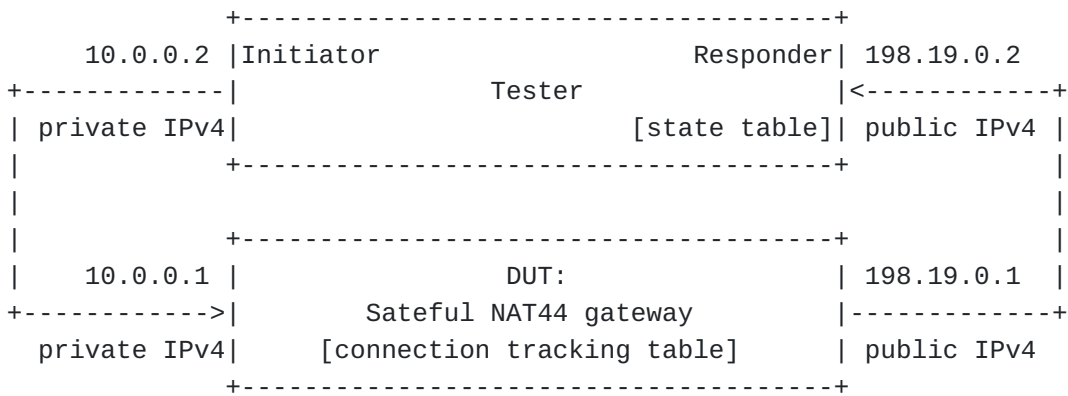 +--------------------------------------+
10.0.0.2 |Initiator Responder| 198.19.0.2
+-------------| Tester |<------------+
| private IPv4| [state table]| public IPv4 |
| +--------------------------------------+ |
| |
| +--------------------------------------+ |
| 10.0.0.1 | DUT: | 198.19.0.1 |
+------------>| Sateful NAT44 gateway |-------------+
private IPv4| [connection tracking table] | public IPv4
+--------------------------------------+